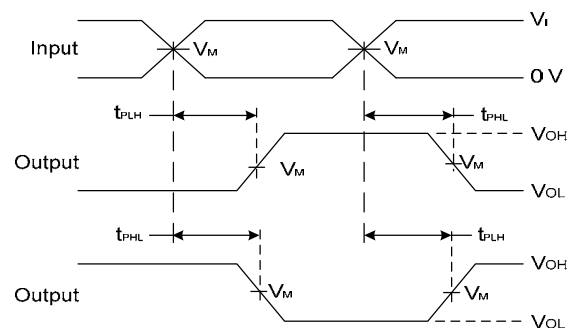 VI
Input VM VM
0 V
tPLH tPHL
VOH
Output VM VM
VOL
tPHL tPLH
VOH
Output VM VM
VOL